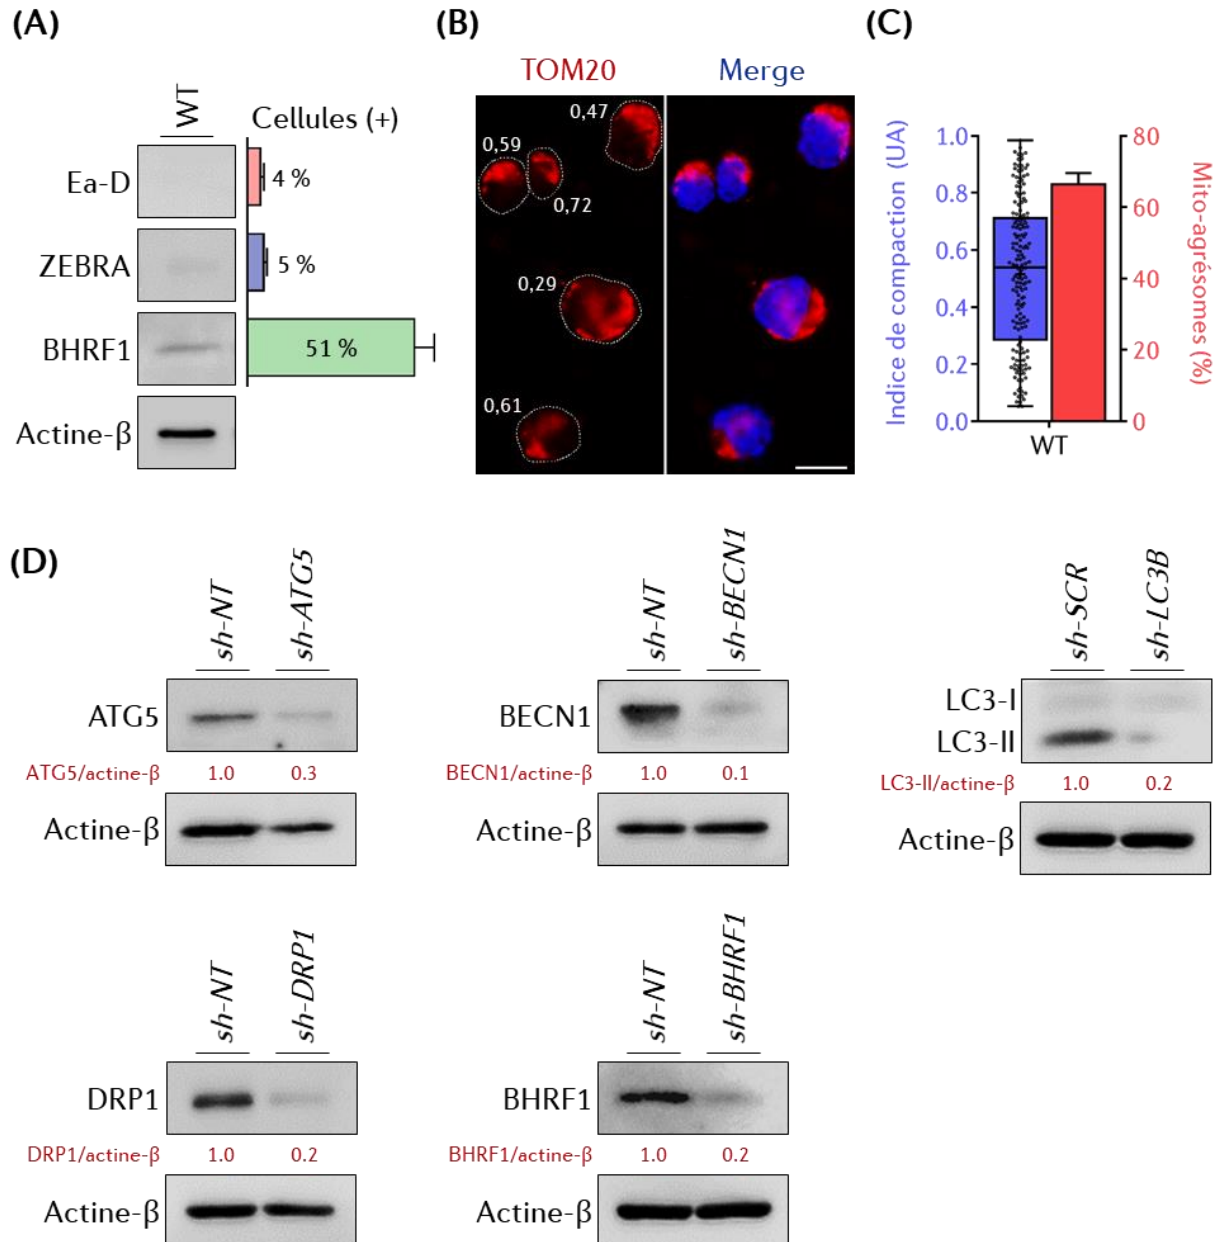 (A)
WT
Cellules (+)
Ea-D
4 %
ZEBRA
5 %
BHRF1
51 %
Actine-β
(B)
TOM20
Merge
0,47
0,59
0,72
0,29
0,61
(C)
Indice de compaction (UA)
1.0
0.8
0.6
0.4
0.2
0.0
80
60
40
20
0
Mito-agrésomes (%)
WT
(D)
sh-NT
sh-ATG5
ATG5
ATG5/actine-β 1.0 0.3
Actine-β
sh-NT
sh-BECN1
BECN1
BECN1/actine-β 1.0 0.1
Actine-β
sh-SCR
sh-LC3B
LC3-I
LC3-II
LC3-II/actine-β 1.0 0.2
Actine-β
sh-NT
sh-DRP1
DRP1
DRP1/actine-β 1.0 0.2
Actine-β
sh-NT
sh-BHRF1
BHRF1
BHRF1/actine-β 1.0 0.2
Actine-β